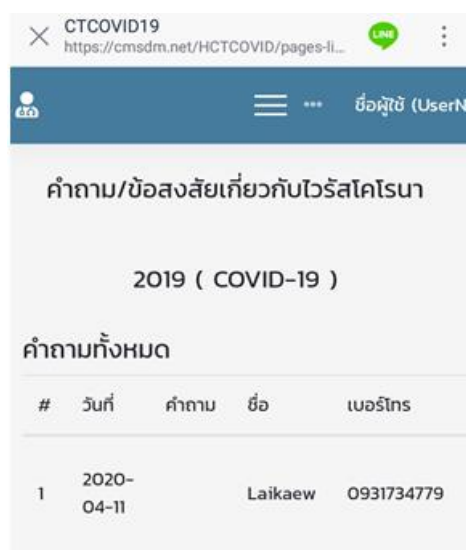 CTCOVID19
https://cmsdm.net/HCTCOVID/pages-li...
LINE
ชื่อผู้ใช้ (UserN
คำถาม/ข้อสงสัยเกี่ยวกับไวรัสโคโรนา
2019 ( COVID-19 )
คำถามทั้งหมด
# วันที่ คำถาม ชื่อ เบอร์โทร
1 2020-04-11 Laikaew 0931734779